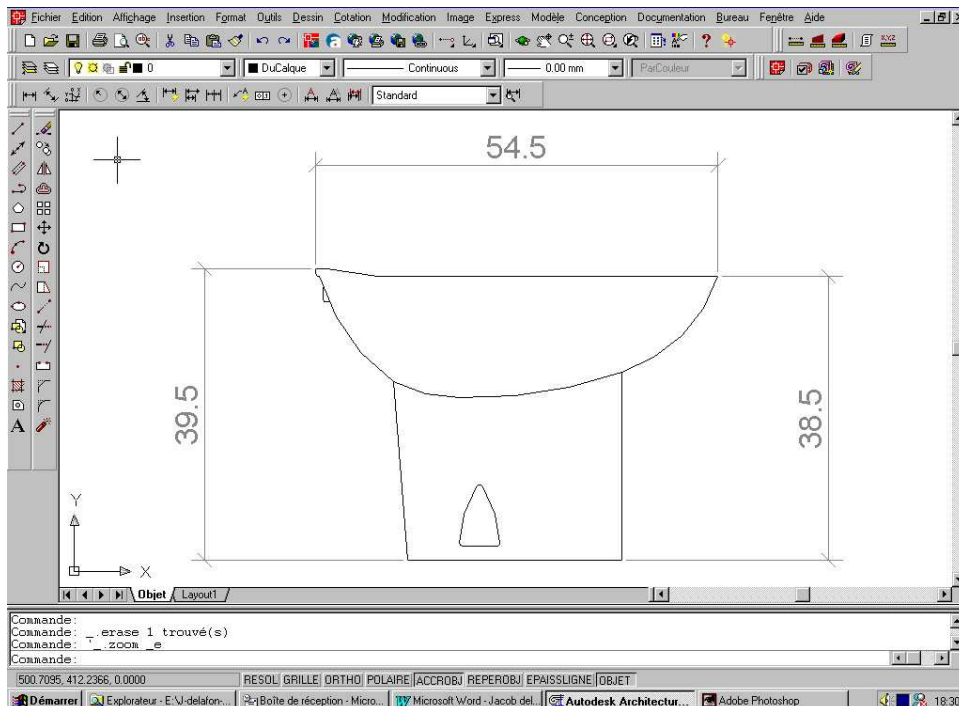 Fichier Edition Affichage Insertion Format Outils Dessin Cotation Modification Image Express Modèle Conception Documentation Bureau Fenêtre Aide
0 DuCalque Continuous 0.00 mm ParCouleur
Standard
54.5
39.5
38.5
Y
X
Objet Layout1
Commande:
Commande: _.erase 1 trouvé(s)
Commande: '_.zoom _e
Commande:
500.7095, 412.2366, 0.0000 RESOL GRILLE ORTHO POLAIRE ACCROBJ REPEROBJ EPAISSLIGNE OBJET
Démarrer Explorateur - E:\J-delafon-... Boîte de réception - Micro... Microsoft Word - Jacob del... Autodesk Architectur... Adobe Photoshop 18:30